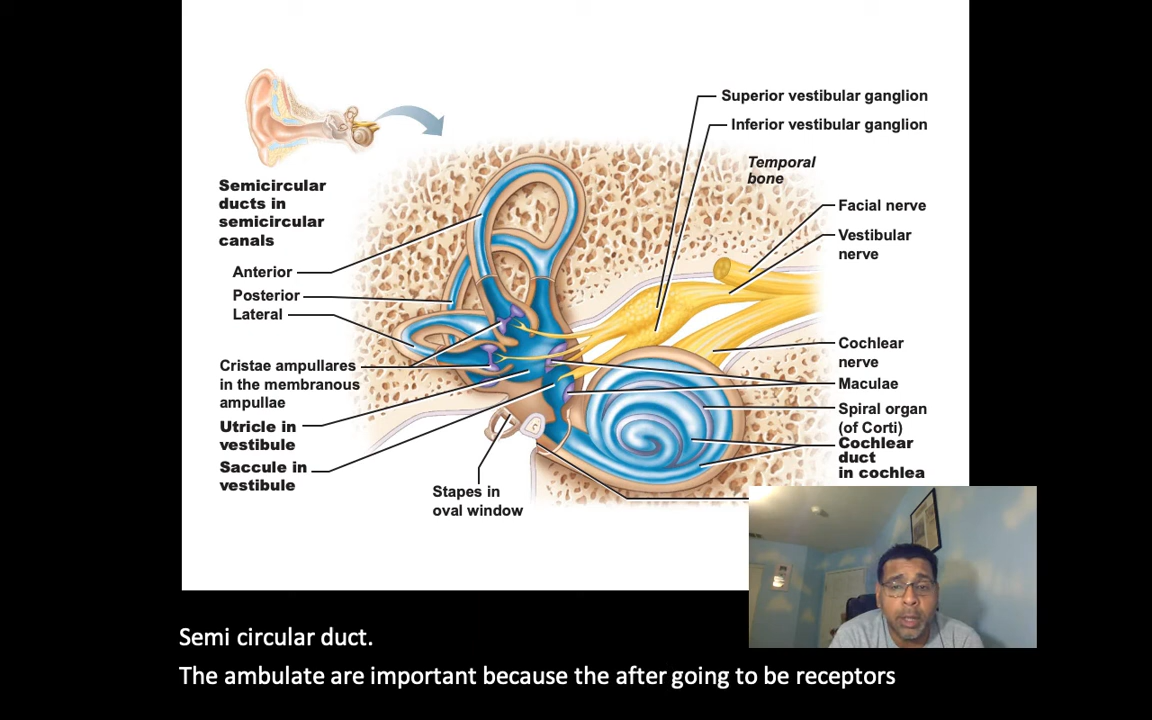 Superior vestibular ganglion
Inferior vestibular ganglion
Temporal
bone
Semicircular
ducts in
semicircular
canals
Facial nerve
Vestibular
nerve
Anterior
Posterior
Lateral
Cristae ampullares
in the membranous
ampullae
Utricle in
vestibule
Saccule in
vestibule
Cochlear
nerve
Maculae
Spiral organ
(of Corti)
Cochlear
duct
in cochlea
Stapes in
oval window
Semi circular duct.
The ambulate are important because the after going to be receptors